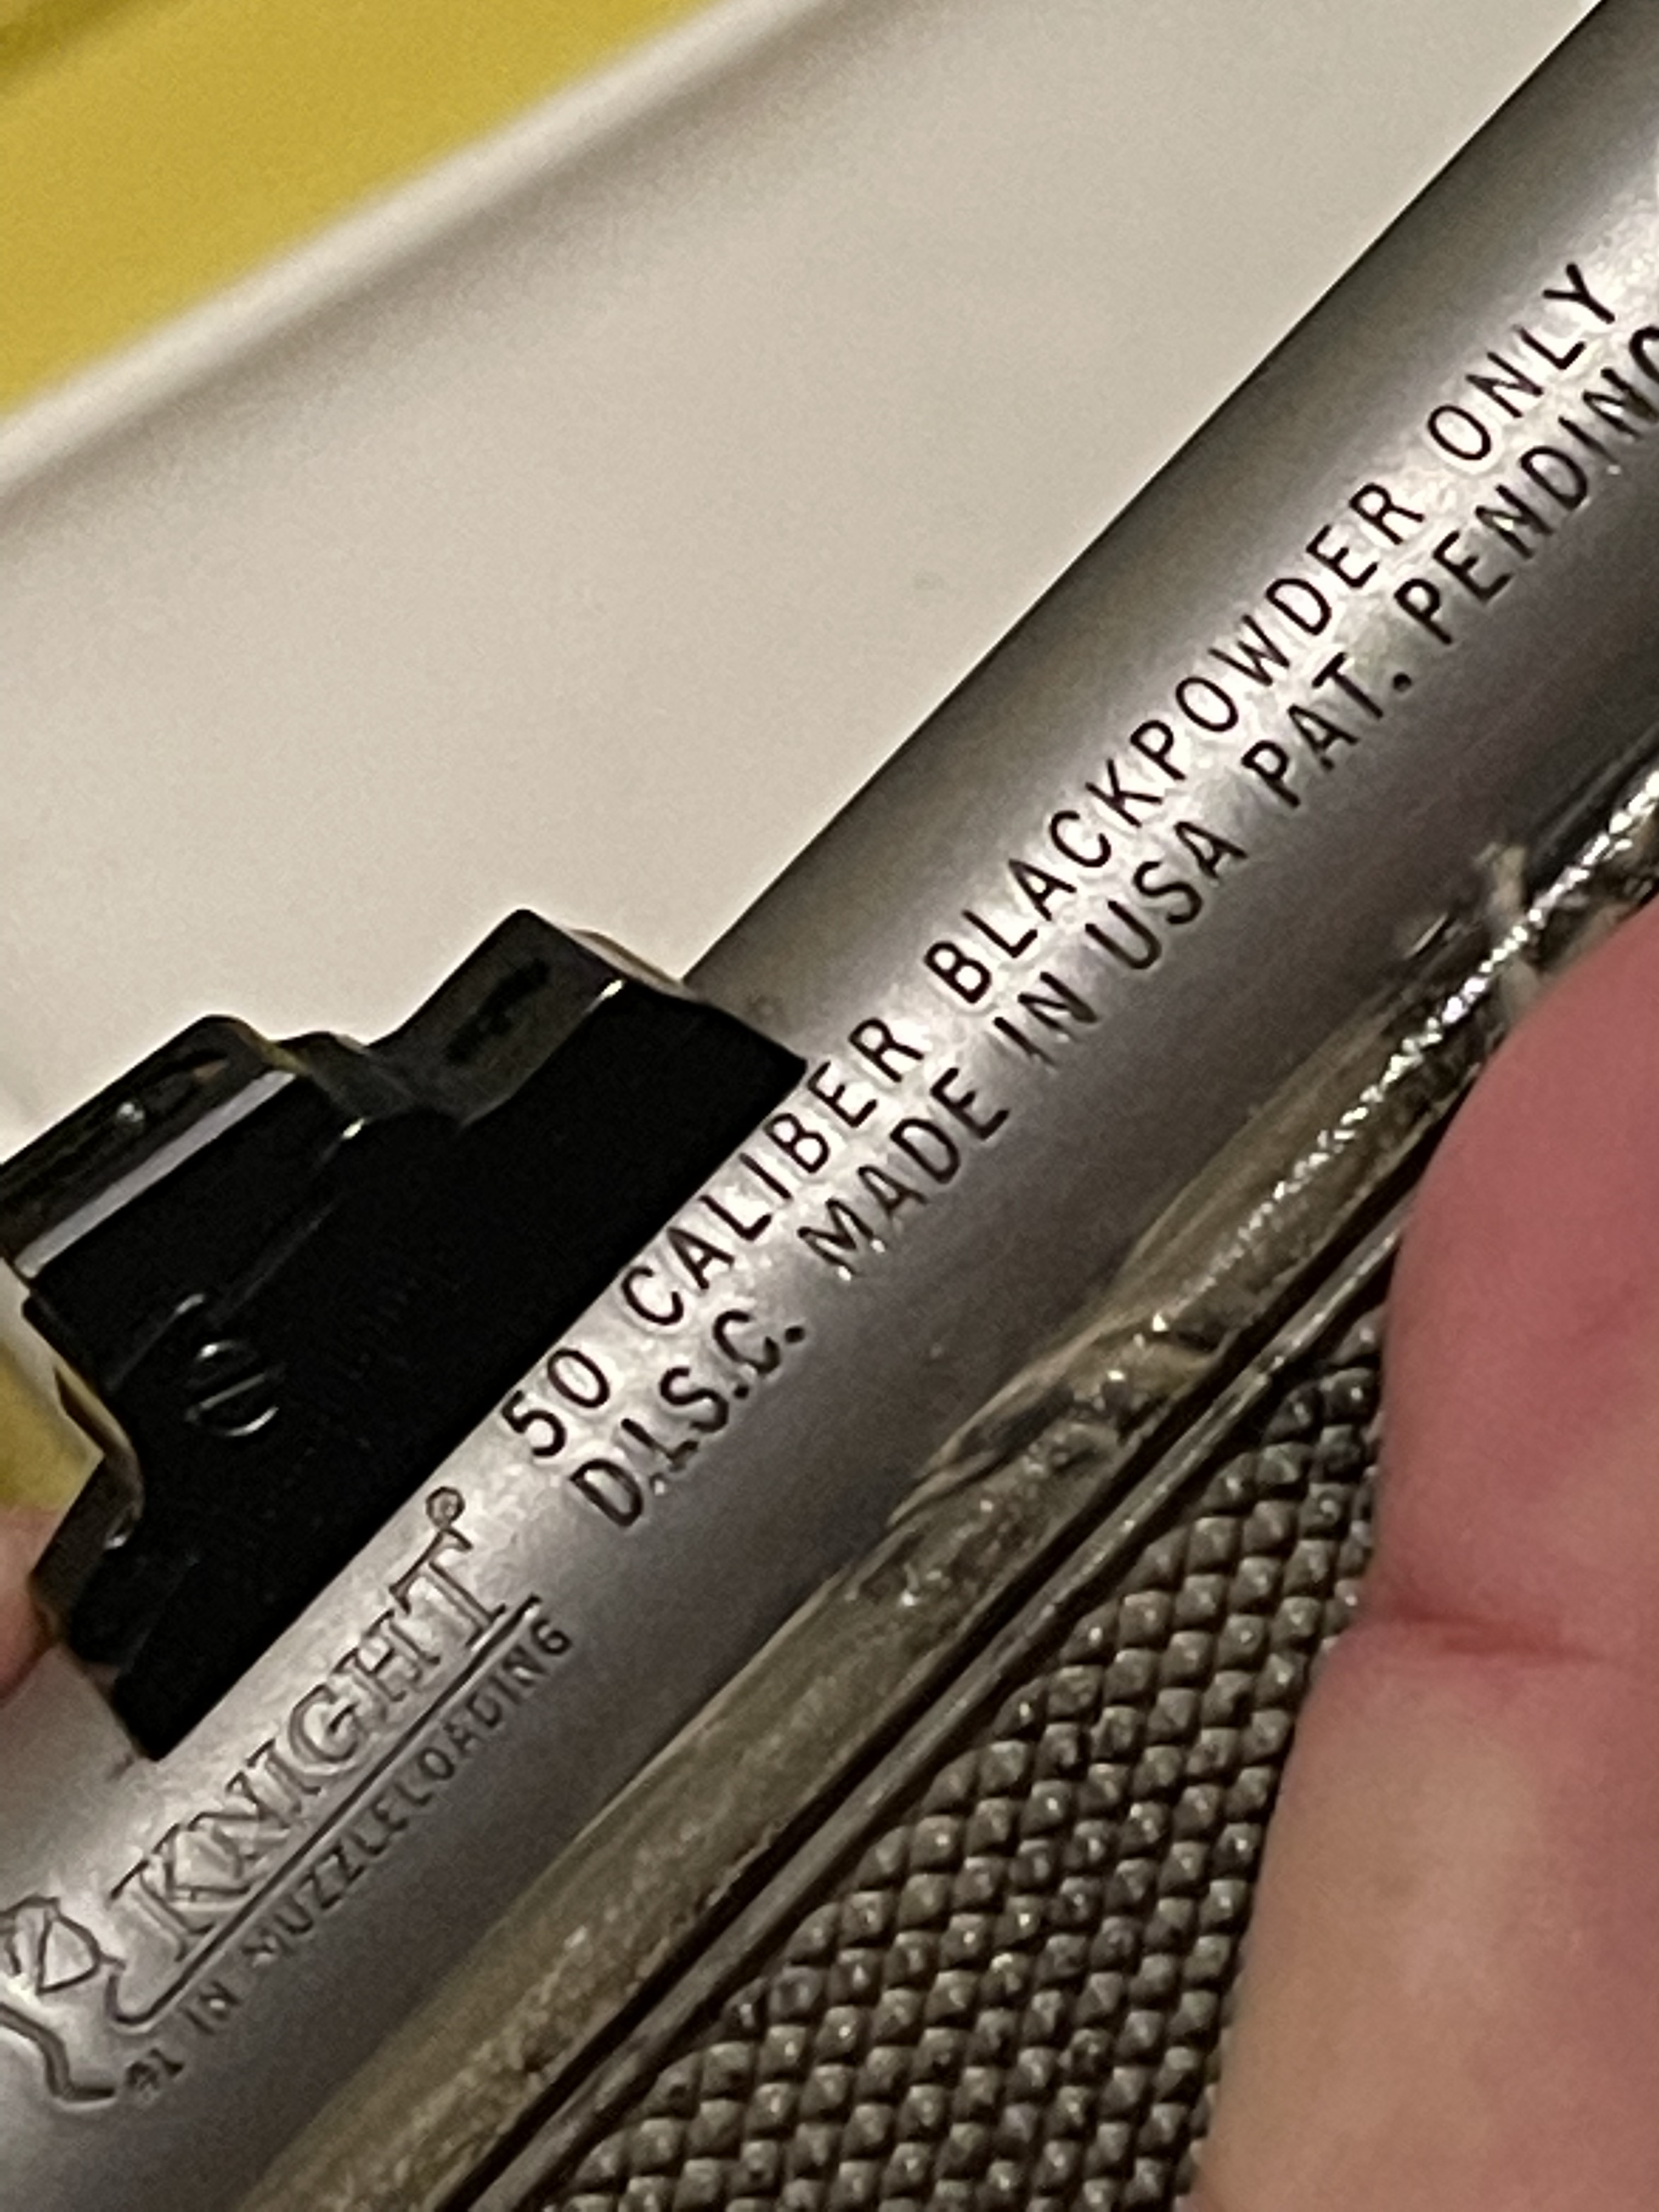 KNIGHT®
#1 IN MUZZLELOADING
50 CALIBER BLACKPOWDER ONLY
D.I.S.C. MADE IN USA PAT. PENDING